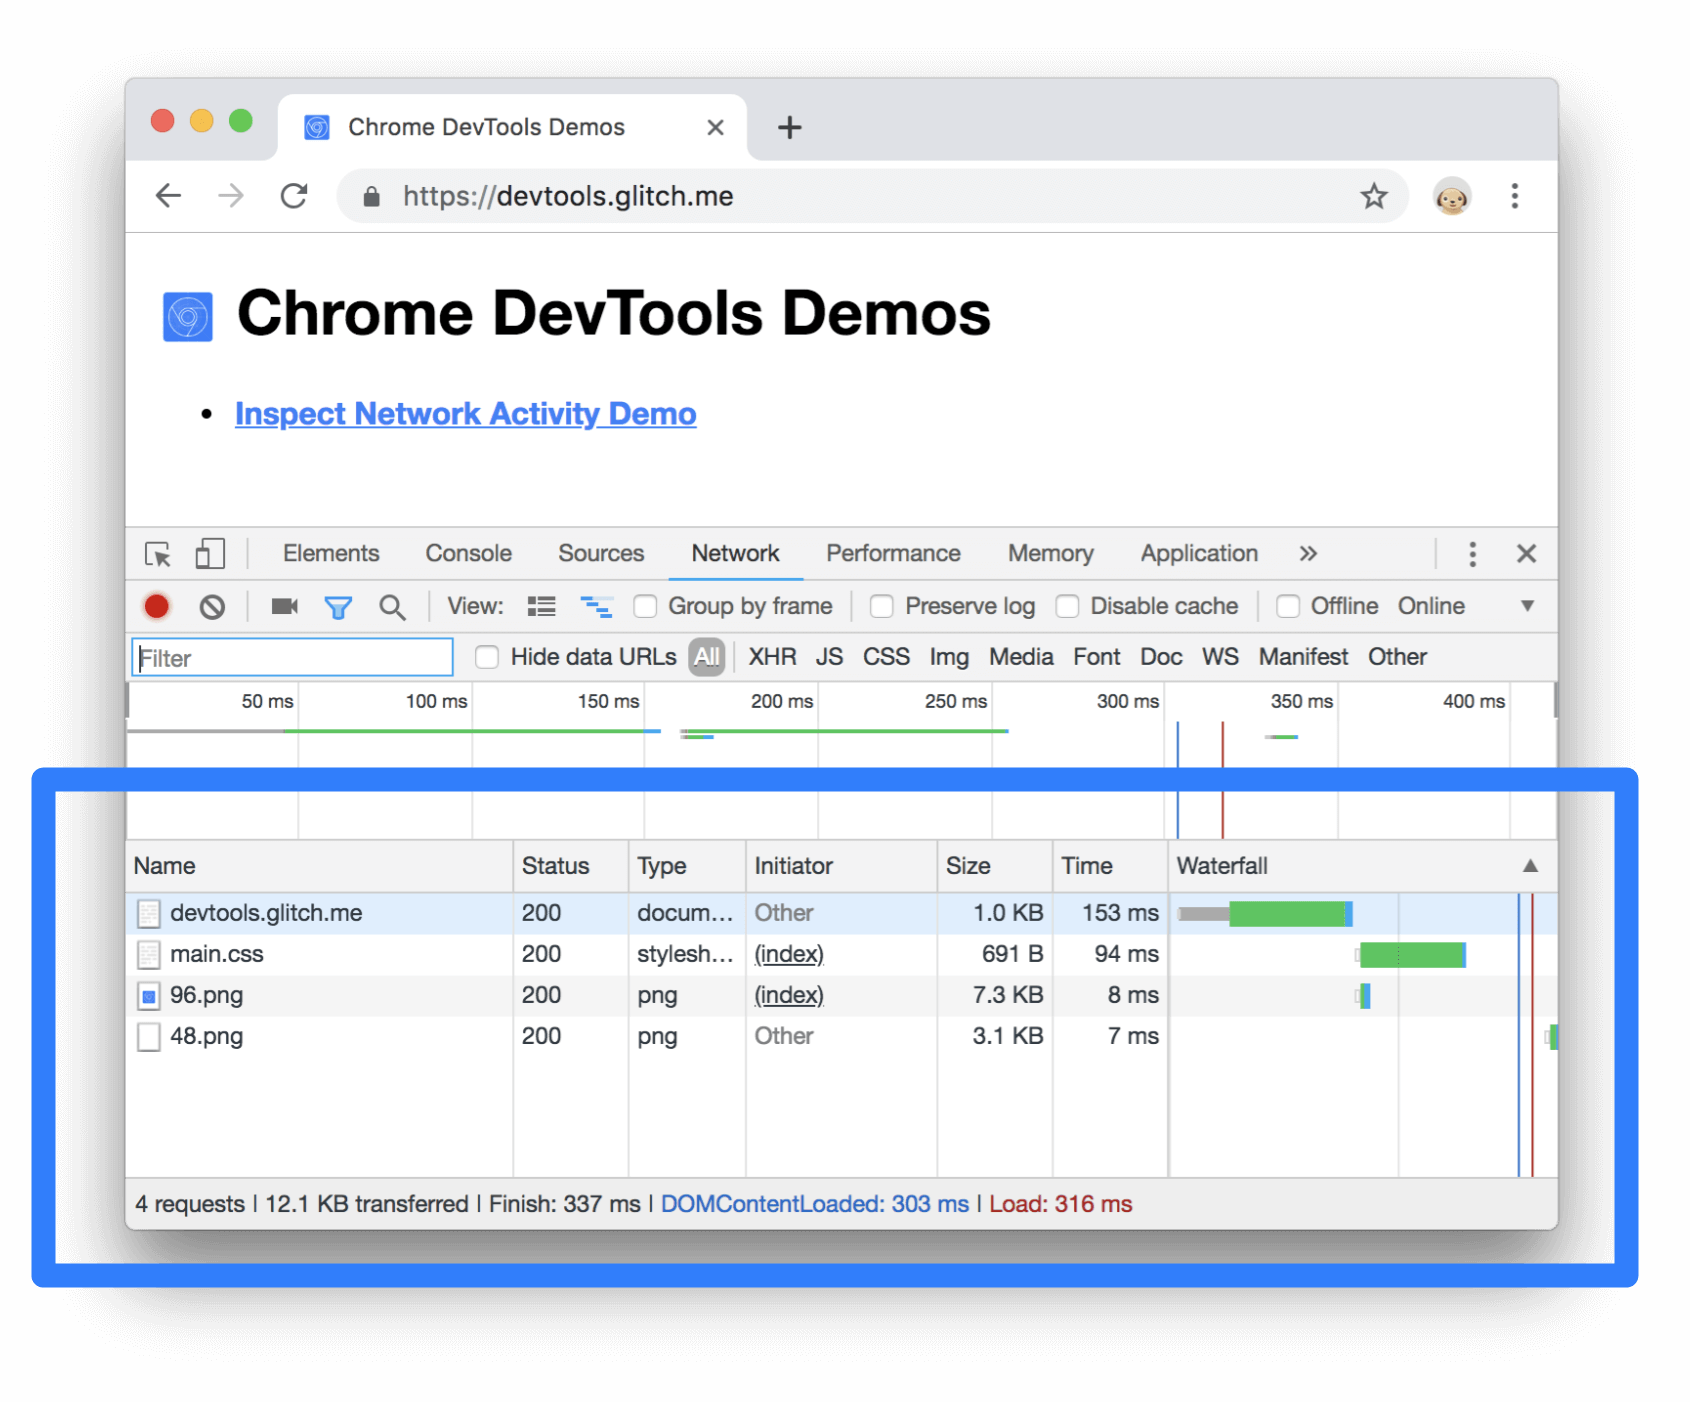 Chrome DevTools Demos
https://devtools.glitch.me
Chrome DevTools Demos
• Inspect Network Activity Demo
Elements Console Sources Network Performance Memory Application »
View: Group by frame Preserve log Disable cache Offline Online
Filter Hide data URLs All XHR JS CSS Img Media Font Doc WS Manifest Other
50 ms 100 ms 150 ms 200 ms 250 ms 300 ms 350 ms 400 ms
Name Status Type Initiator Size Time Waterfall
devtools.glitch.me 200 docum... Other 1.0 KB 153 ms
main.css 200 stylesh... (index) 691 B 94 ms
96.png 200 png (index) 7.3 KB 8 ms
48.png 200 png Other 3.1 KB 7 ms
4 requests | 12.1 KB transferred | Finish: 337 ms | DOMContentLoaded: 303 ms | Load: 316 ms